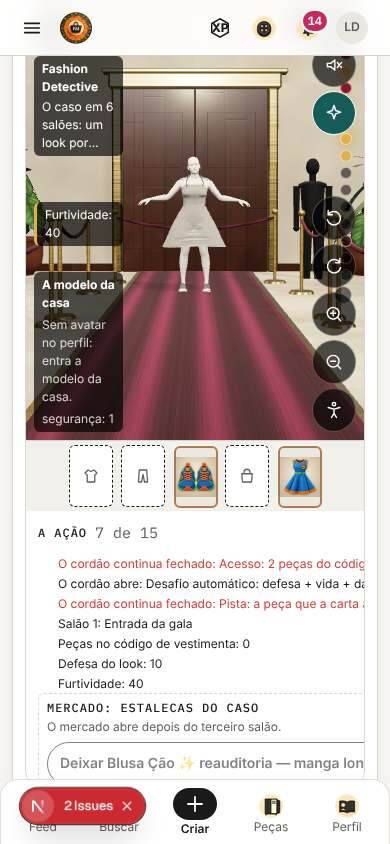 XP
14
LD
Fashion
Detective
O caso em 6
salões: um
look por...
Furtividade:
40
A modelo da
casa
Sem avatar
no perfil:
entra a
modelo da
casa.
segurança: 1
A AÇÃO 7 de 15
O cordão continua fechado: Acesso: 2 peças do códig
O cordão abre: Desafio automático: defesa + vida + da
O cordão continua fechado: Pista: a peça que a carta
Salão 1: Entrada da gala
Peças no código de vestimenta: 0
Defesa do look: 10
Furtividade: 40
MERCADO: ESTALECAS DO CASO
O mercado abre depois do terceiro salão.
Deixar Blusa Ção ✨ reauditoria — manga lon
N 2 Issues
Feed
Buscar
Criar
Peças
Perfil